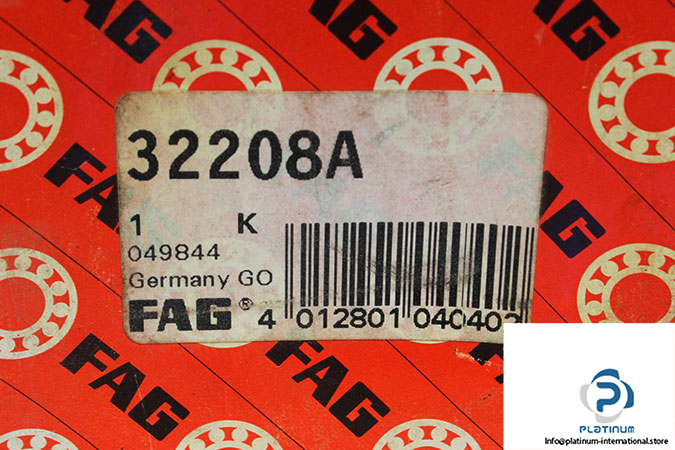 FAG
FAG
FAG
32208A
FAG
FAG
1 K
049844
Germany GO
FAG®
4 012801 040402
FAG
FAG
PLATINUM
Info@platinum-international.store